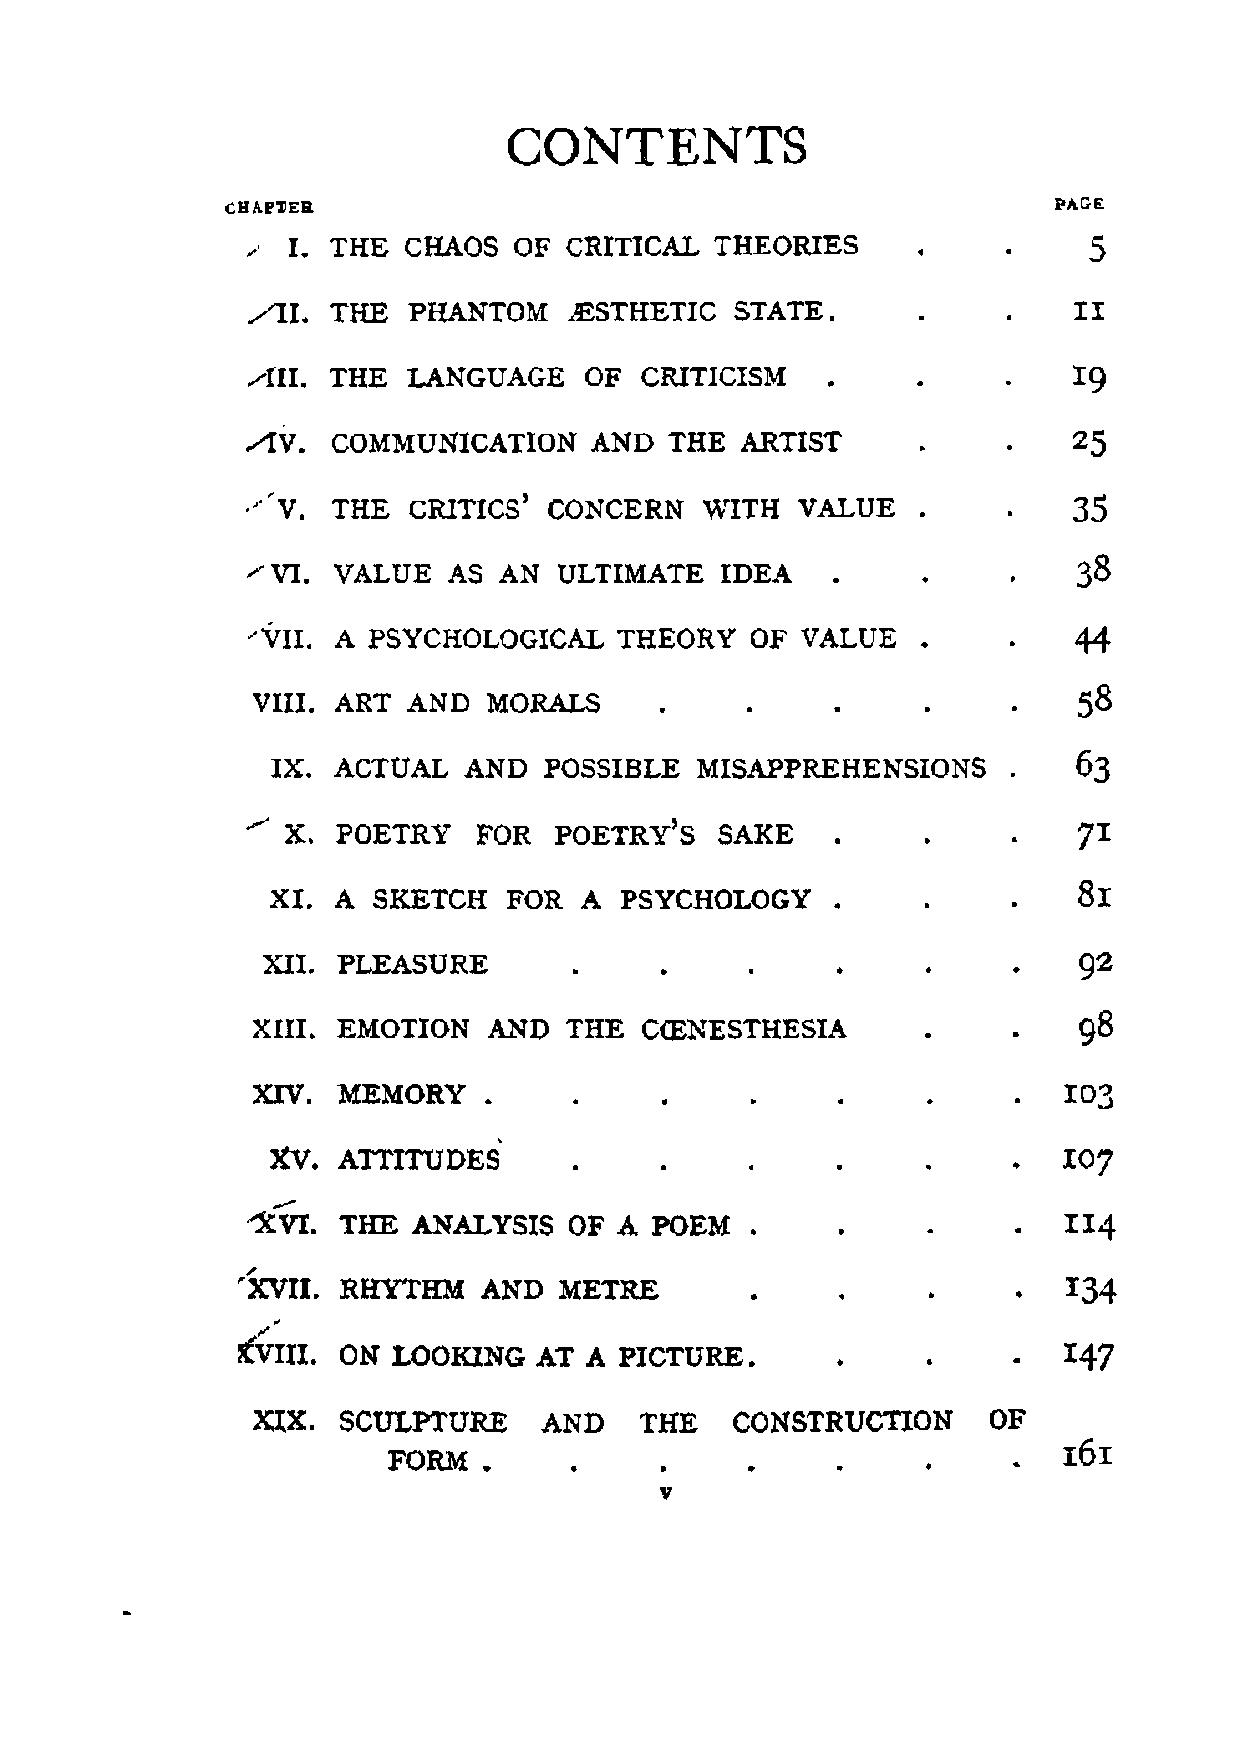 CONTENTS
CHAPTER PAGE
I. THE CHAOS OF CRITICAL THEORIES . . 5
II. THE PHANTOM ÆSTHETIC STATE. . . 11
III. THE LANGUAGE OF CRITICISM . . . 19
IV. COMMUNICATION AND THE ARTIST . . 25
V. THE CRITICS' CONCERN WITH VALUE . . 35
VI. VALUE AS AN ULTIMATE IDEA . . . 38
VII. A PSYCHOLOGICAL THEORY OF VALUE . . 44
VIII. ART AND MORALS . . . . . 58
IX. ACTUAL AND POSSIBLE MISAPPREHENSIONS . 63
X. POETRY FOR POETRY'S SAKE . . . 71
XI. A SKETCH FOR A PSYCHOLOGY . . . 81
XII. PLEASURE . . . . . . 92
XIII. EMOTION AND THE CŒNESTHESIA . . 98
XIV. MEMORY . . . . . . . 103
XV. ATTITUDES . . . . . . 107
XVI. THE ANALYSIS OF A POEM . . . . 114
XVII. RHYTHM AND METRE . . . . 134
XVIII. ON LOOKING AT A PICTURE. . . . 147
XIX. SCULPTURE AND THE CONSTRUCTION OF
FORM . . . . . . . 161
v